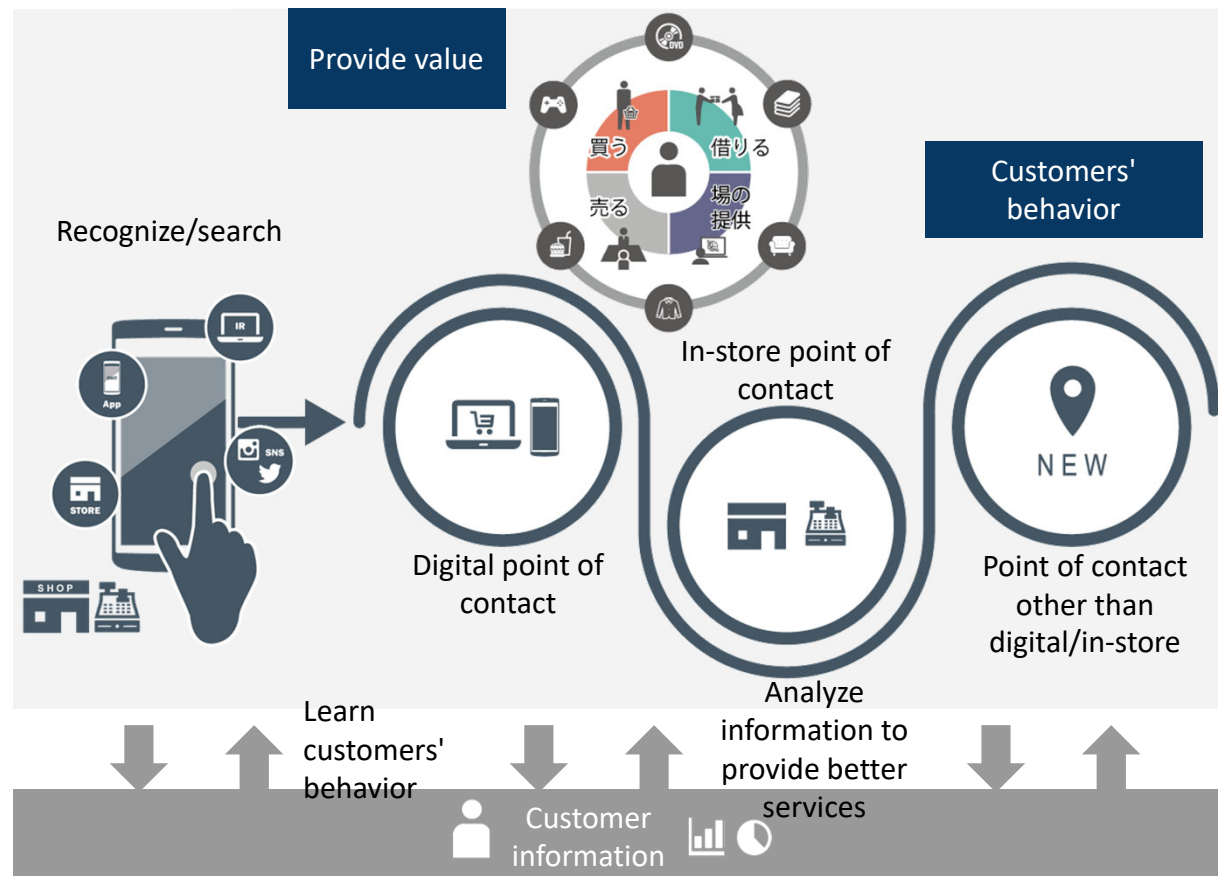 Provide value
DVD
買う
借りる
売る
場の
提供
Customers'
behavior
Recognize/search
IR
App
SNS
STORE
SHOP
Digital point of
contact
In-store point of
contact
NEW
Point of contact
other than
digital/in-store
Learn
customers'
behavior
Analyze
information to
provide better
services
Customer
information